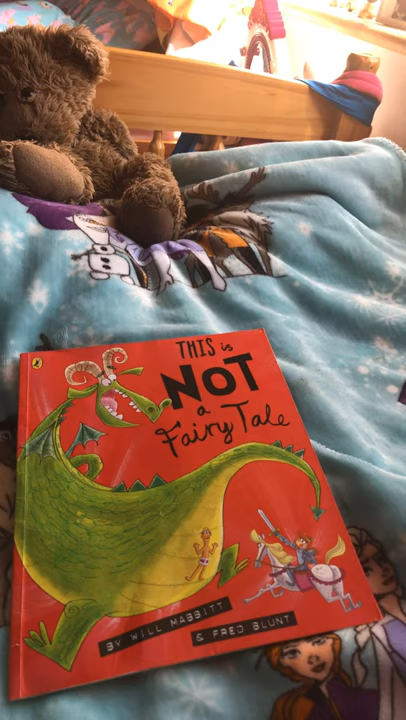 THIS is
NOT
a
Fairy Tale
BY WILL MABBITT
& FRED BLUNT